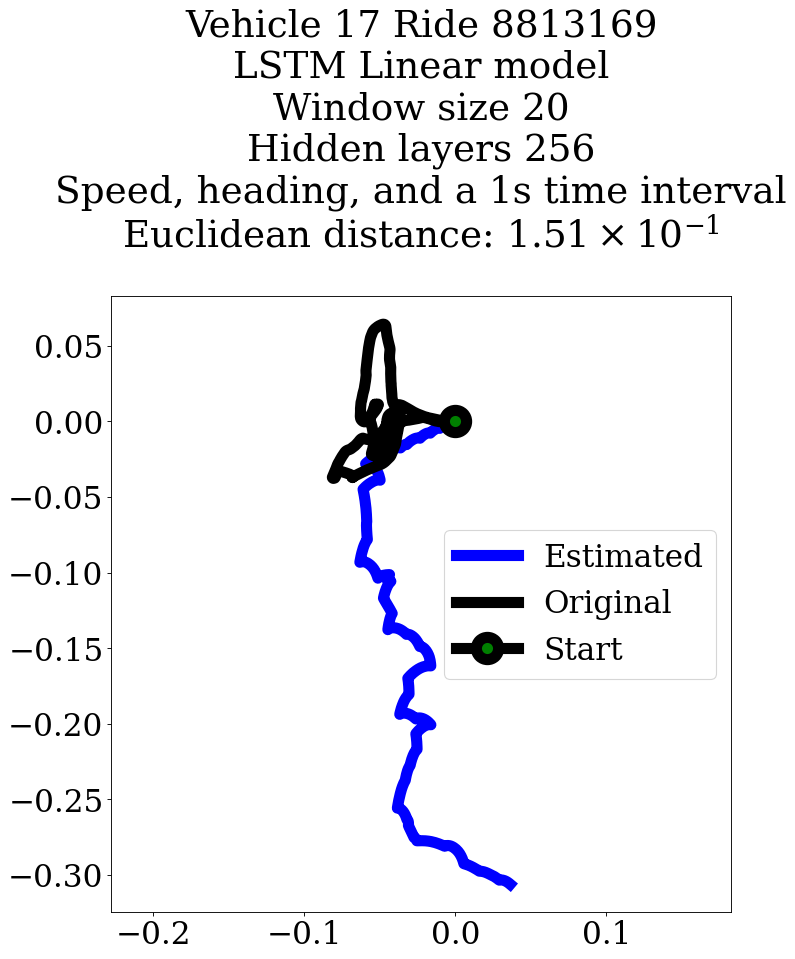 Vehicle 17 Ride 8813169
LSTM Linear model
Window size 20
Hidden layers 256
Speed, heading, and a 1s time interval
Euclidean distance: 1.51 × 10⁻¹
0.05
0.00
−0.05
−0.10
−0.15
−0.20
−0.25
−0.30
Estimated
Original
Start
−0.2
−0.1
0.0
0.1